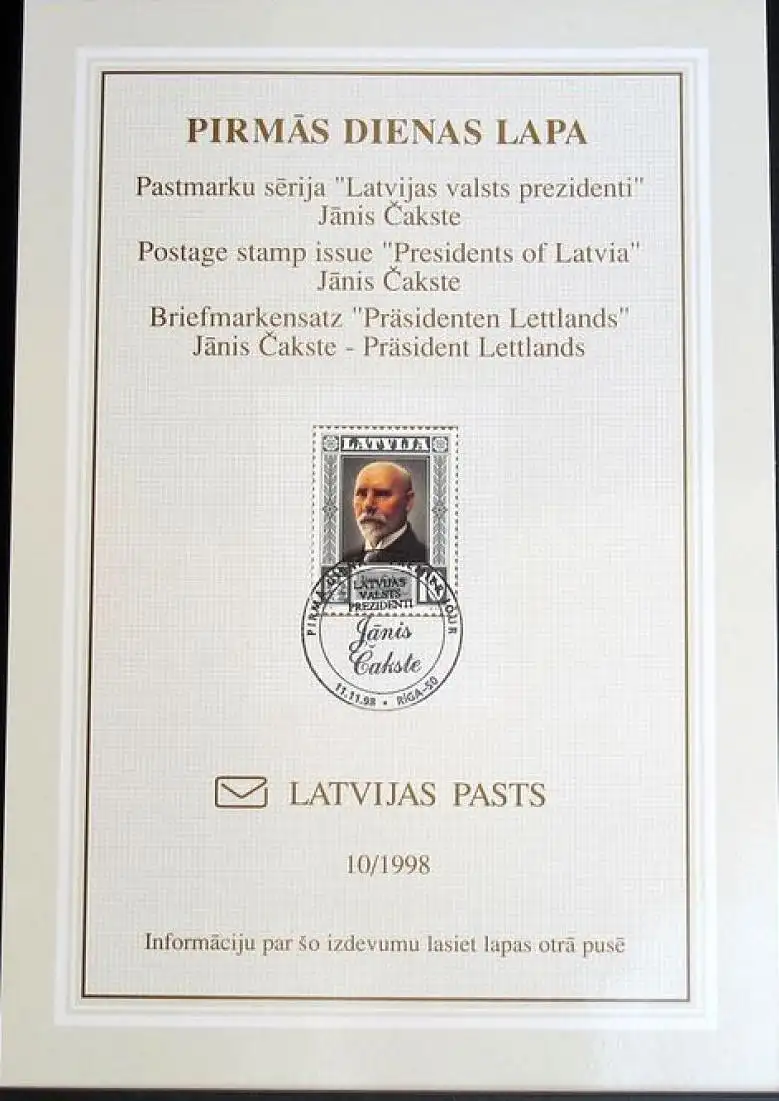 PIRMĀS DIENAS LAPA
Pastmarku sērija "Latvijas valsts prezidenti"
Jānis Čakste
Postage stamp issue "Presidents of Latvia"
Jānis Čakste
Briefmarkensatz "Präsidenten Lettlands"
Jānis Čakste - Präsident Lettlands
LATVIJA
LATVIJAS
VALSTS
PREZIDENTI
PIRMĀ JOUR
Jānis
Čakste
11.11.98 • RĪGA-50
LATVIJAS PASTS
10/1998
Informāciju par šo izdevumu lasiet lapas otrā pusē